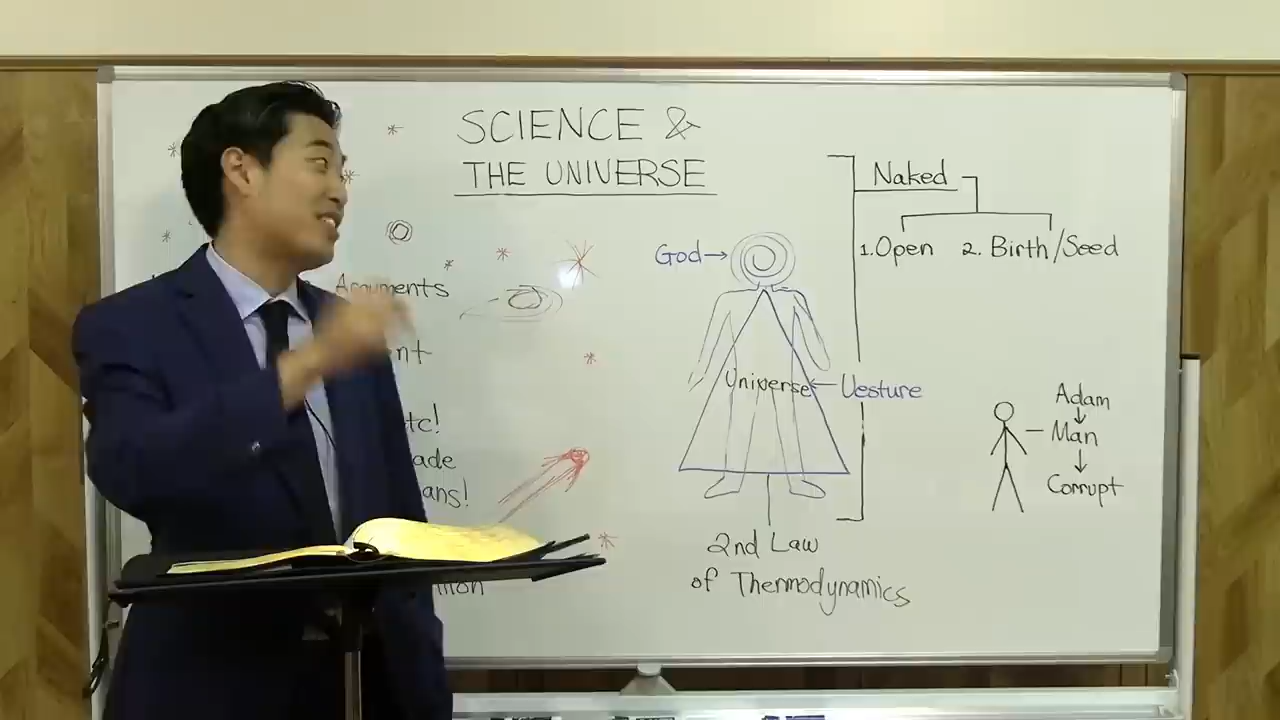 SCIENCE &
THE UNIVERSE
Naked
1. Open 2. Birth/Seed
God
Arguments
Universe
Vesture
Adam
Man
Corrupt
2nd Law
of Thermodynamics